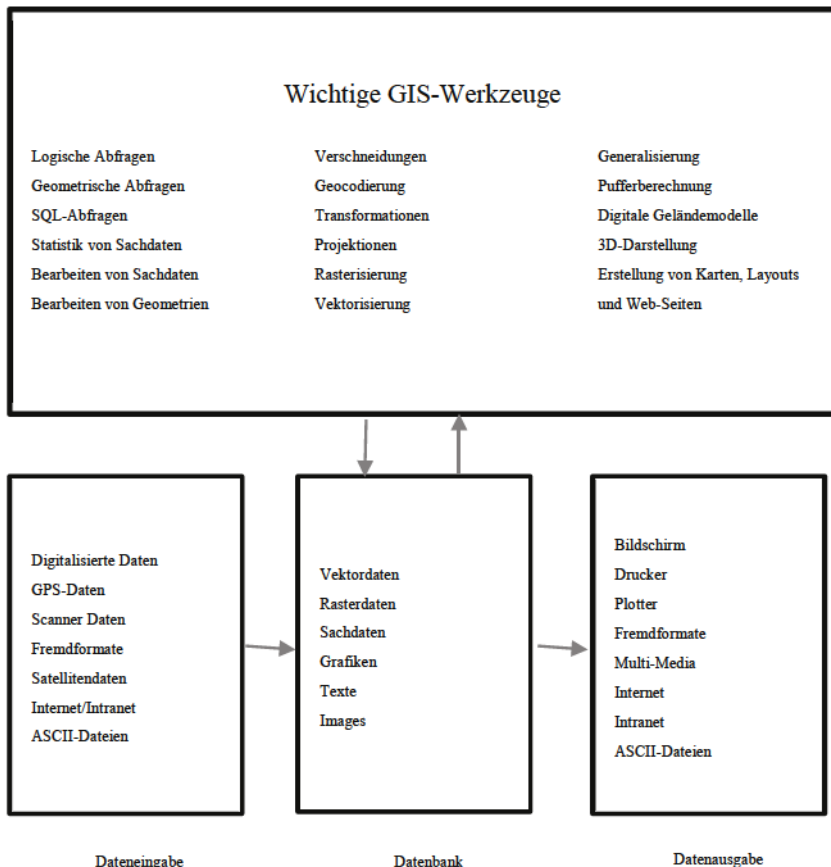 Wichtige GIS-Werkzeuge
Logische Abfragen
Geometrische Abfragen
SQL-Abfragen
Statistik von Sachdaten
Bearbeiten von Sachdaten
Bearbeiten von Geometrien
Verschneidungen
Geocodierung
Transformationen
Projektionen
Rasterisierung
Vektorisierung
Generalisierung
Pufferberechnung
Digitale Geländemodelle
3D-Darstellung
Erstellung von Karten, Layouts
und Web-Seiten
Digitalisierte Daten
GPS-Daten
Scanner Daten
Fremdformate
Satellitendaten
Internet/Intranet
ASCII-Dateien
Vektordaten
Rasterdaten
Sachdaten
Grafiken
Texte
Images
Bildschirm
Drucker
Plotter
Fremdformate
Multi-Media
Internet
Intranet
ASCII-Dateien
Dateneingabe
Datenbank
Datenausgabe